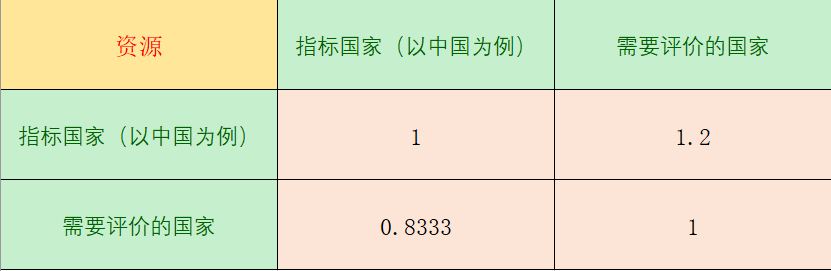 资源
指标国家（以中国为例）
需要评价的国家
指标国家（以中国为例）
1
1.2
需要评价的国家
0.8333
1